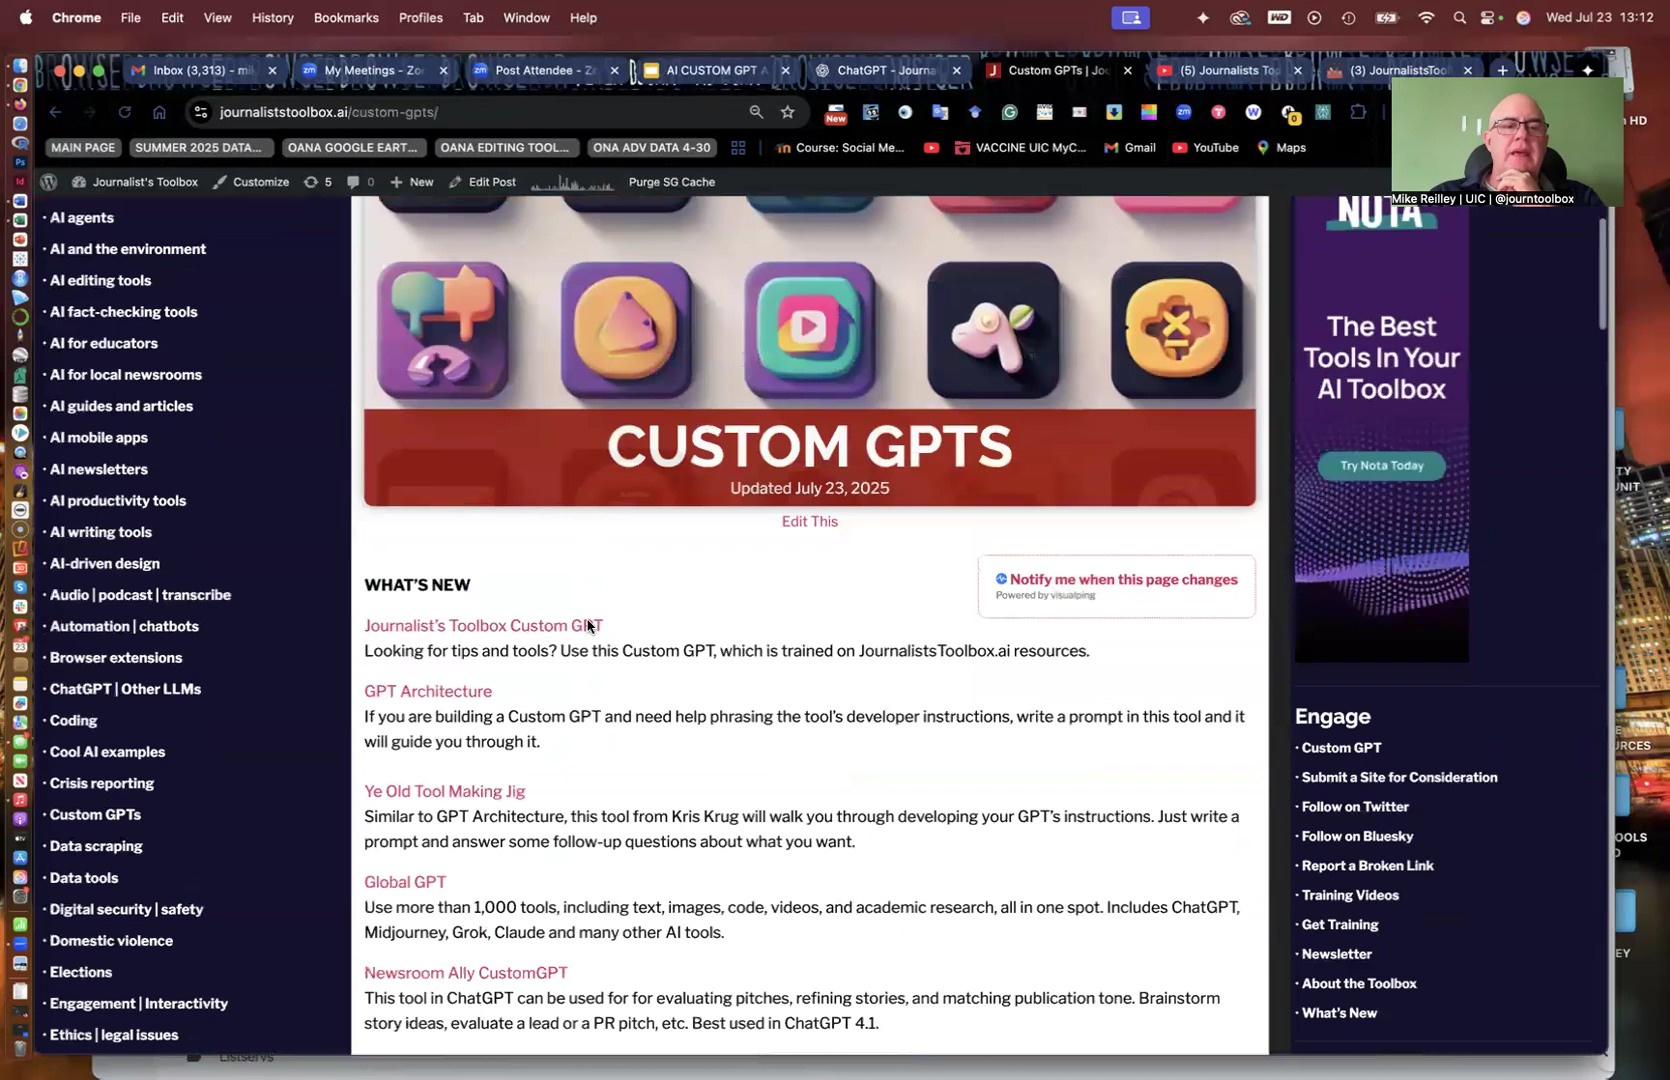 Chrome File Edit View History Bookmarks Profiles Tab Window Help
WD
Wed Jul 23 13:12
Inbox (3,313) – mi
My Meetings - Zo
Post Attendee - Z
AI CUSTOM GPT
ChatGPT - Journa
Custom GPTs | Jo
(5) Journalists To
(3) JournalistsToo
journaliststoolbox.ai/custom-gpts/
New
HD
MAIN PAGE
SUMMER 2025 DATA...
OANA GOOGLE EART...
OANA EDITING TOOL...
ONA ADV DATA 4-30
Course: Social Me...
VACCINE UIC MyC...
Gmail
YouTube
Maps
Journalist's Toolbox
Customize
5
0
New
Edit Post
Purge SG Cache
Mike Reilley | UIC | @journtoolbox
· AI agents
· AI and the environment
· AI editing tools
· AI fact-checking tools
· AI for educators
· AI for local newsrooms
· AI guides and articles
· AI mobile apps
· AI newsletters
· AI productivity tools
· AI writing tools
· AI-driven design
· Audio | podcast | transcribe
· Automation | chatbots
· Browser extensions
· ChatGPT | Other LLMs
· Coding
· Cool AI examples
· Crisis reporting
· Custom GPTs
· Data scraping
· Data tools
· Digital security | safety
· Domestic violence
· Elections
· Engagement | Interactivity
· Ethics | legal issues
CUSTOM GPTS
Updated July 23, 2025
Edit This
WHAT'S NEW
Notify me when this page changes
Powered by visualping
Journalist's Toolbox Custom GPT
Looking for tips and tools? Use this Custom GPT, which is trained on JournalistsToolbox.ai resources.
GPT Architecture
If you are building a Custom GPT and need help phrasing the tool's developer instructions, write a prompt in this tool and it
will guide you through it.
Ye Old Tool Making Jig
Similar to GPT Architecture, this tool from Kris Krug will walk you through developing your GPT's instructions. Just write a
prompt and answer some follow-up questions about what you want.
Global GPT
Use more than 1,000 tools, including text, images, code, videos, and academic research, all in one spot. Includes ChatGPT,
Midjourney, Grok, Claude and many other AI tools.
Newsroom Ally CustomGPT
This tool in ChatGPT can be used for for evaluating pitches, refining stories, and matching publication tone. Brainstorm
story ideas, evaluate a lead or a PR pitch, etc. Best used in ChatGPT 4.1.
NOTA
The Best
Tools In Your
AI Toolbox
Try Nota Today
Engage
· Custom GPT
· Submit a Site for Consideration
· Follow on Twitter
· Follow on Bluesky
· Report a Broken Link
· Training Videos
· Get Training
· Newsletter
· About the Toolbox
· What's New
Listservs